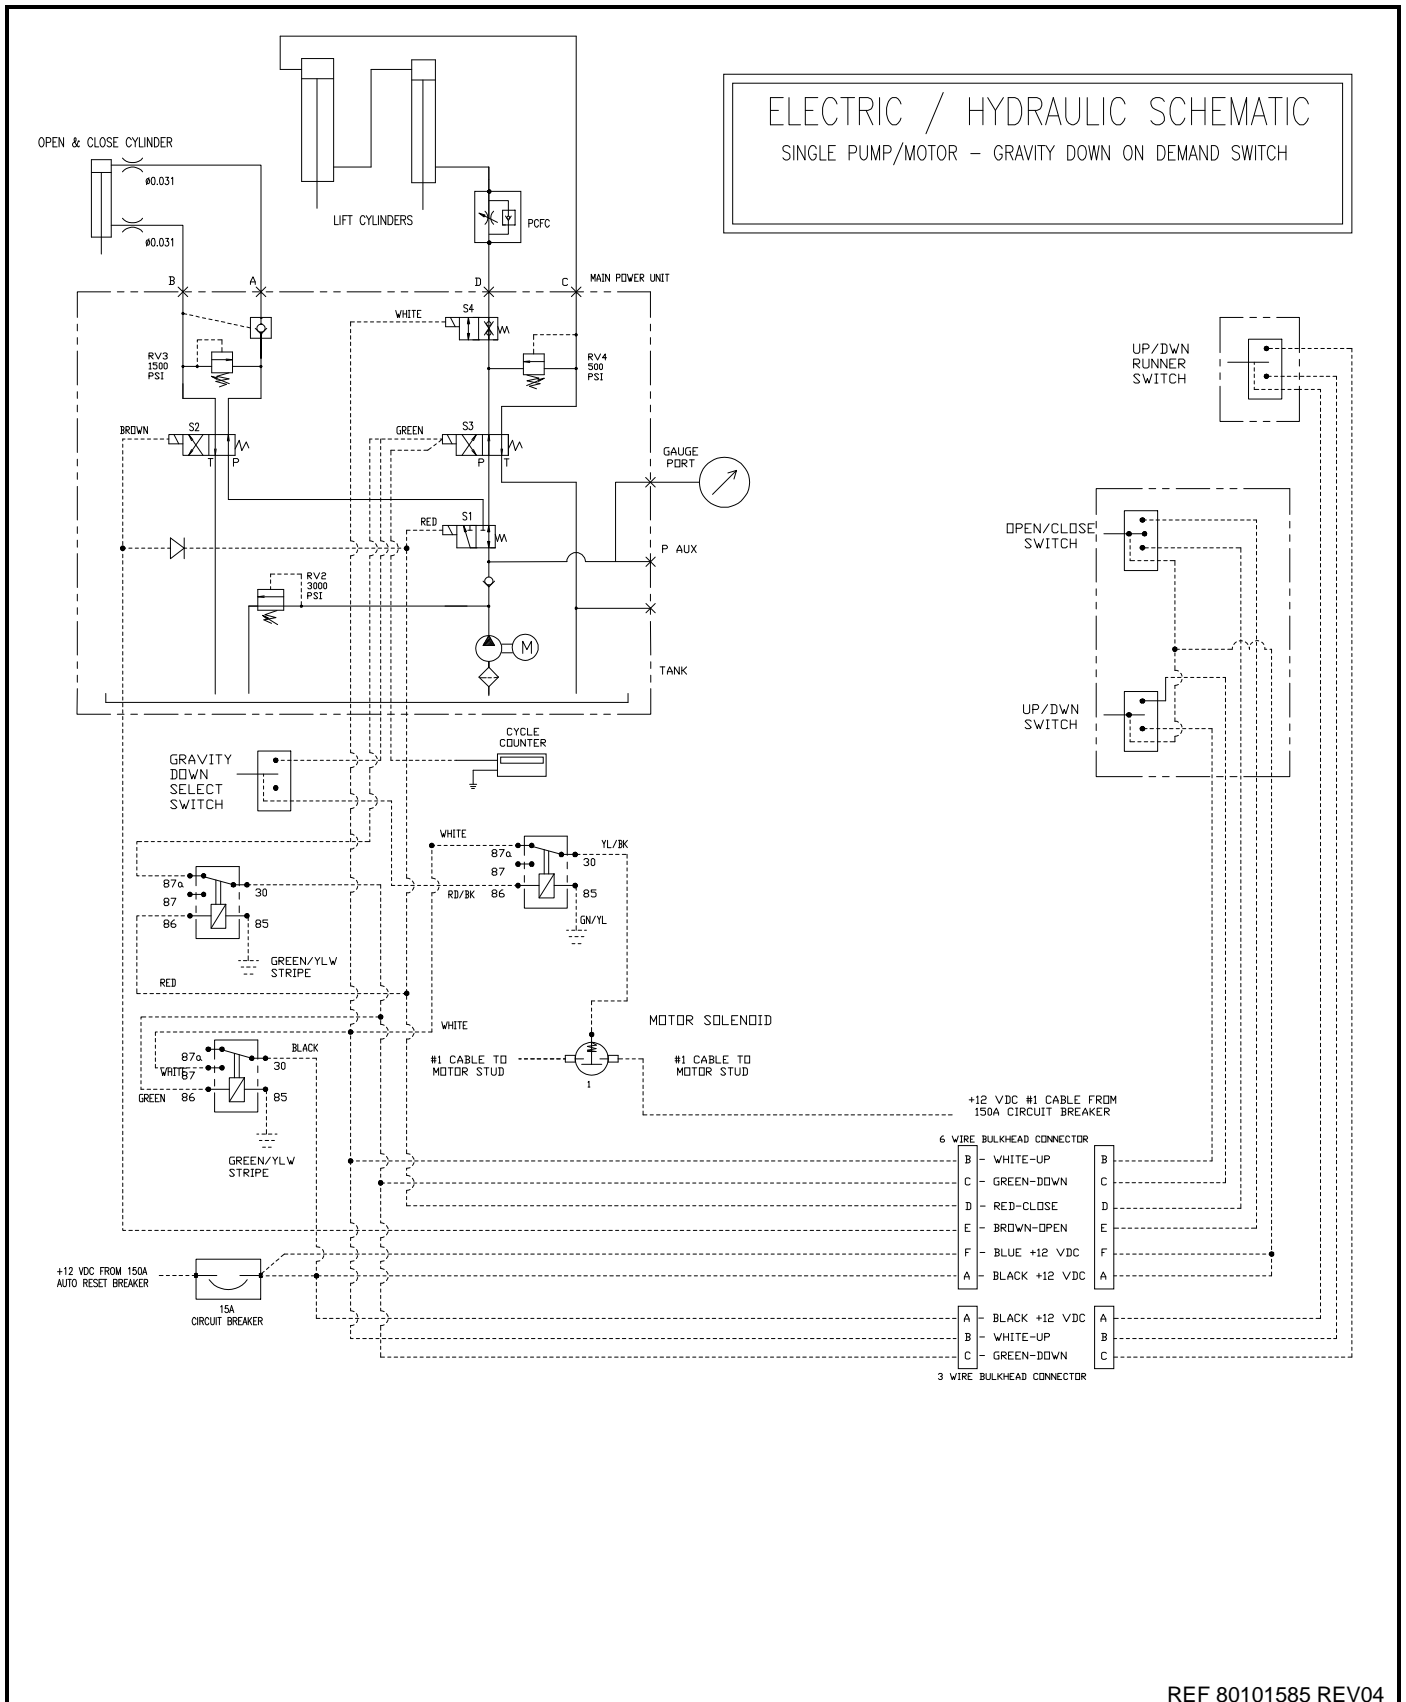 ELECTRIC / HYDRAULIC SCHEMATIC
SINGLE PUMP/MOTOR - GRAVITY DOWN ON DEMAND SWITCH
OPEN & CLOSE CYLINDER
ø0.031
ø0.031
LIFT CYLINDERS
PCFC
B
A
D
C
MAIN POWER UNIT
WHITE
S4
RV3
1500
PSI
RV4
500
PSI
BROWN
S2
T
P
GREEN
S3
P
T
GAUGE
PORT
RED
S1
P AUX
RV2
3000
PSI
M
TANK
UP/DWN
RUNNER
SWITCH
OPEN/CLOSE
SWITCH
UP/DWN
SWITCH
GRAVITY
DOWN
SELECT
SWITCH
CYCLE
COUNTER
WHITE
87a
87
86
30
85
YL/BK
RD/BK
GN/YL
87a
87
86
30
85
GREEN/YLW
STRIPE
RED
WHITE
MOTOR SOLENOID
#1 CABLE TO
MOTOR STUD
1
#1 CABLE TO
MOTOR STUD
BLACK
87a
WHITE
87
86
30
85
GREEN
GREEN/YLW
STRIPE
+12 VDC #1 CABLE FROM
150A CIRCUIT BREAKER
6 WIRE BULKHEAD CONNECTOR
B - WHITE-UP B
C - GREEN-DOWN C
D - RED-CLOSE D
E - BROWN-OPEN E
F - BLUE +12 VDC F
A - BLACK +12 VDC A
+12 VDC FROM 150A
AUTO RESET BREAKER
15A
CIRCUIT BREAKER
A - BLACK +12 VDC A
B - WHITE-UP B
C - GREEN-DOWN C
3 WIRE BULKHEAD CONNECTOR
REF 80101585 REV04